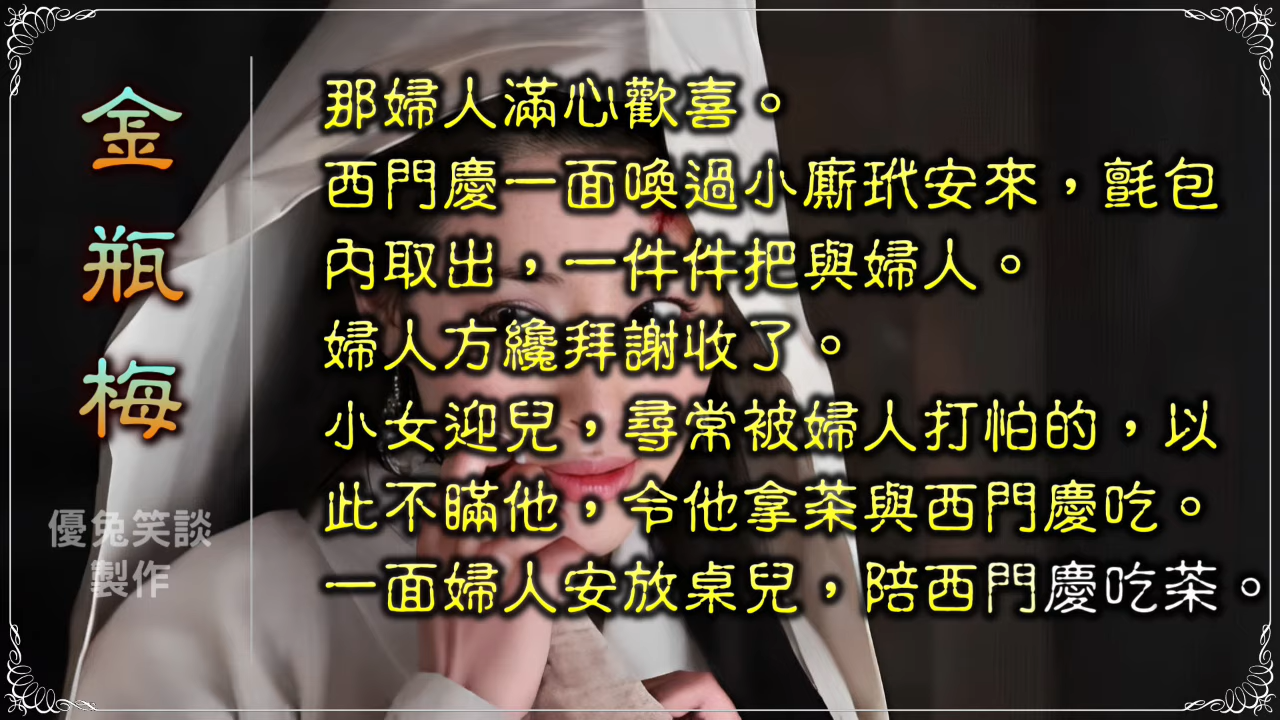 金瓶梅
優兔笑談
製作
那婦人滿心歡喜。
西門慶一面喚過小廝玳安來，氈包
內取出，一件件把與婦人。
婦人方纔拜謝收了。
小女迎兒，尋常被婦人打怕的，以
此不瞞他，令他拿茶與西門慶吃。
一面婦人安放桌兒，陪西門慶吃茶。